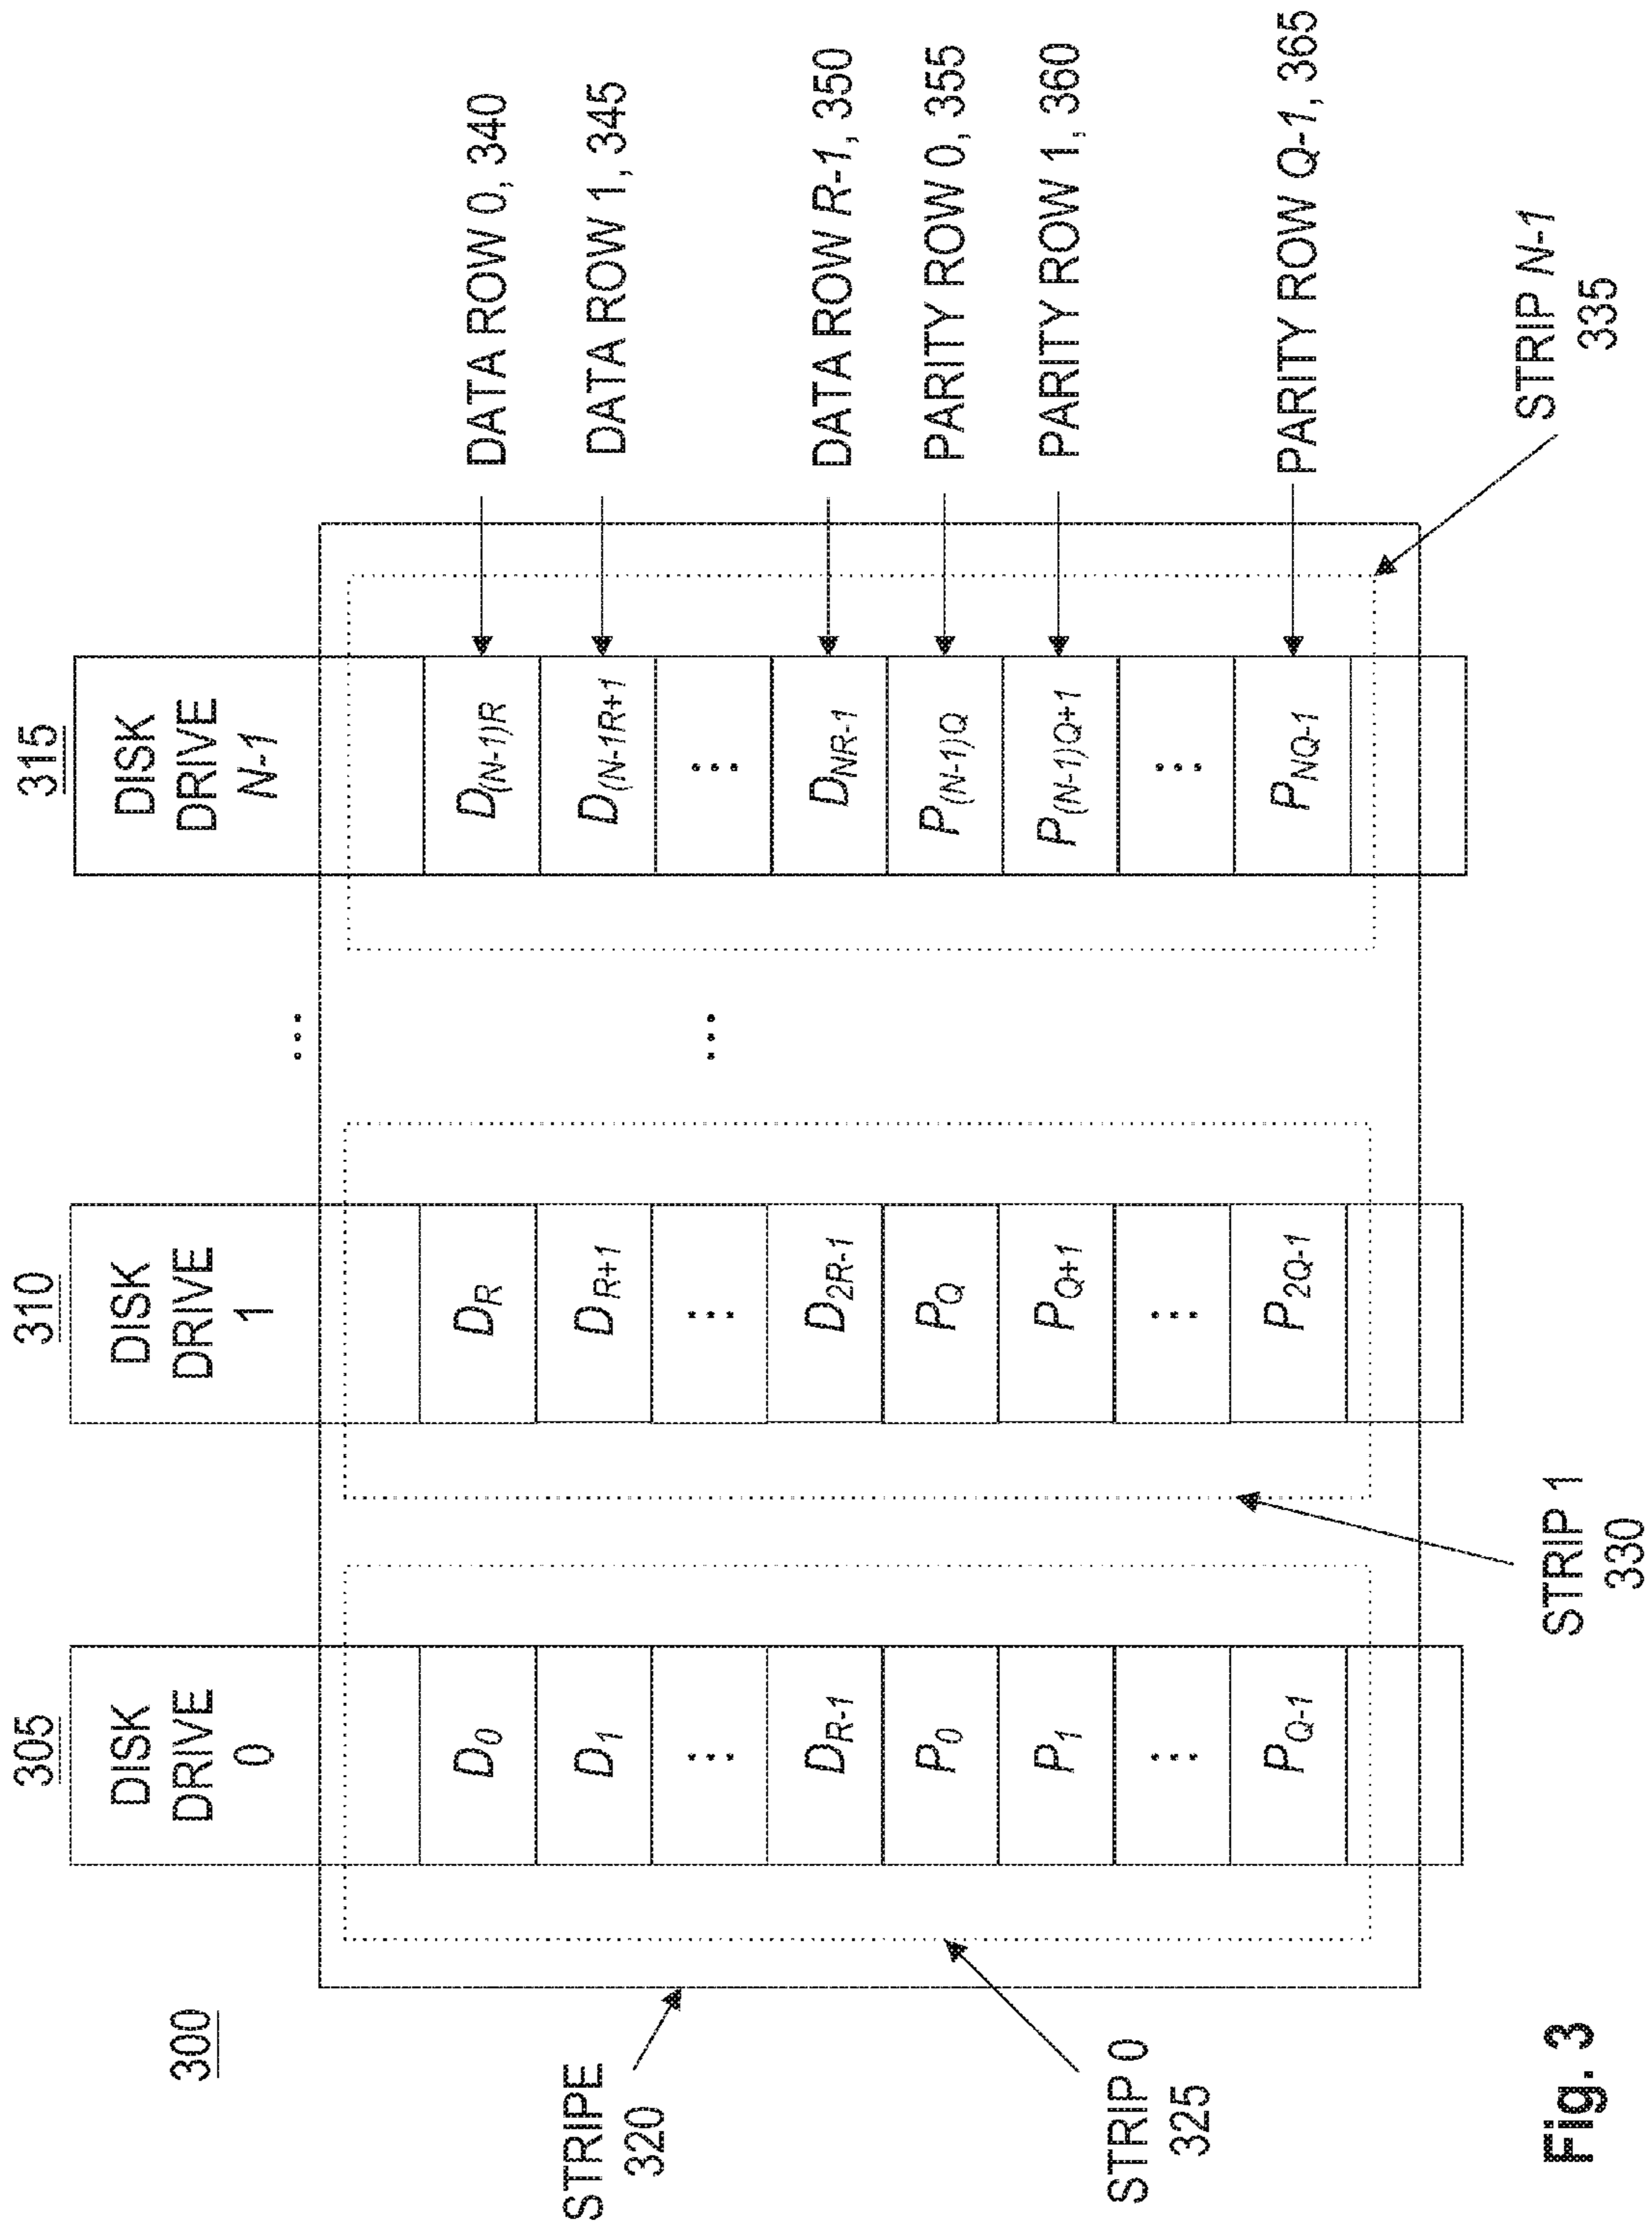 300
305
DISK
DRIVE
0
310
DISK
DRIVE
1
...
315
DISK
DRIVE
N-1
STRIPE
320
STRIP 0
325
STRIP 1
330
STRIP N-1
335
D0
D1
...
DR-1
P0
P1
...
PQ-1
DR
DR+1
...
D2R-1
PQ
PQ+1
...
P2Q-1
...
D(N-1)R
D(N-1R+1
...
DNR-1
P(N-1)Q
P(N-1)Q+1
...
PNQ-1
DATA ROW 0, 340
DATA ROW 1, 345
DATA ROW R-1, 350
PARITY ROW 0, 355
PARITY ROW 1, 360
PARITY ROW Q-1, 365
Fig. 3